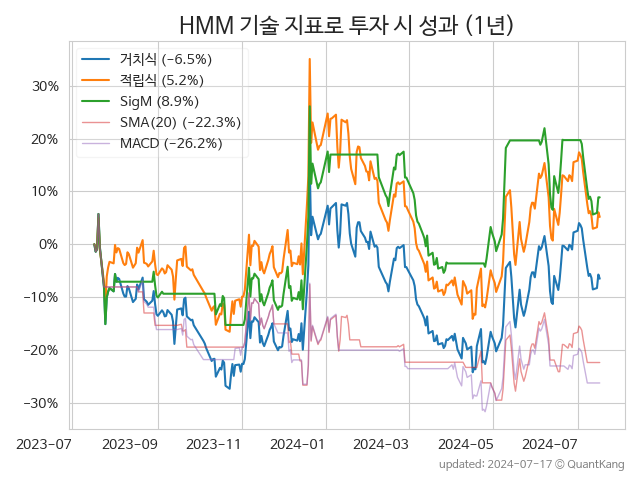 HMM 기술 지표로 투자 시 성과 (1년)
거치식 (−6.5%)
적립식 (5.2%)
SigM (8.9%)
SMA(20) (−22.3%)
MACD (−26.2%)
30%
20%
10%
0%
−10%
−20%
−30%
2023-07 2023-09 2023-11 2024-01 2024-03 2024-05 2024-07
updated: 2024-07-17 © QuantKang